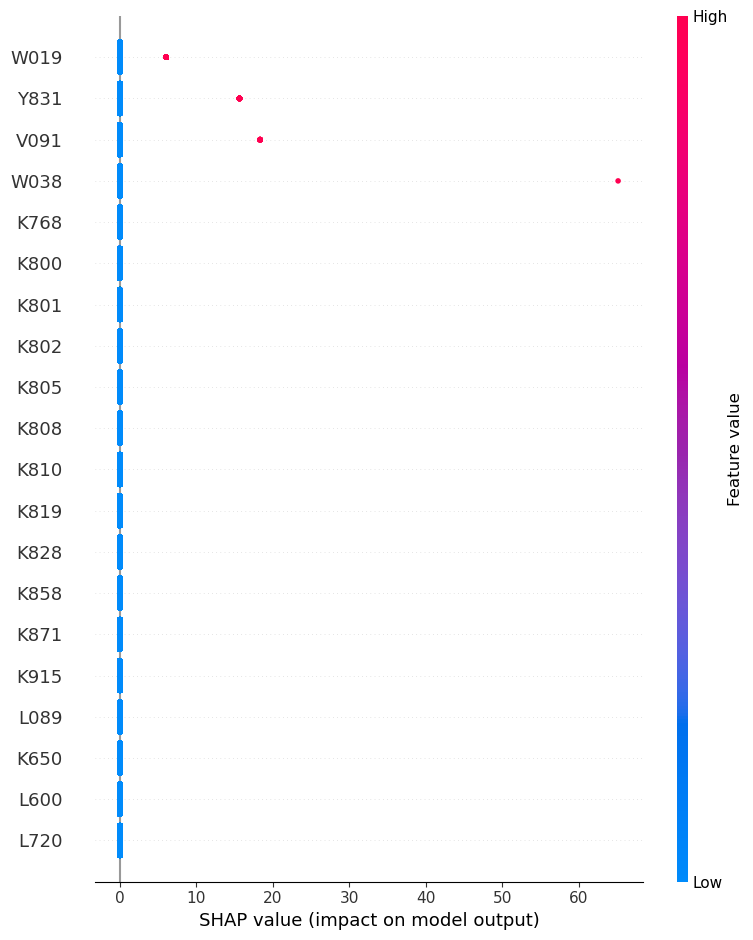 High
W019
Y831
V091
W038
K768
K800
K801
K802
K805
K808
K810
K819
K828
K858
K871
K915
L089
K650
L600
L720
Feature value
Low
0 10 20 30 40 50 60
SHAP value (impact on model output)